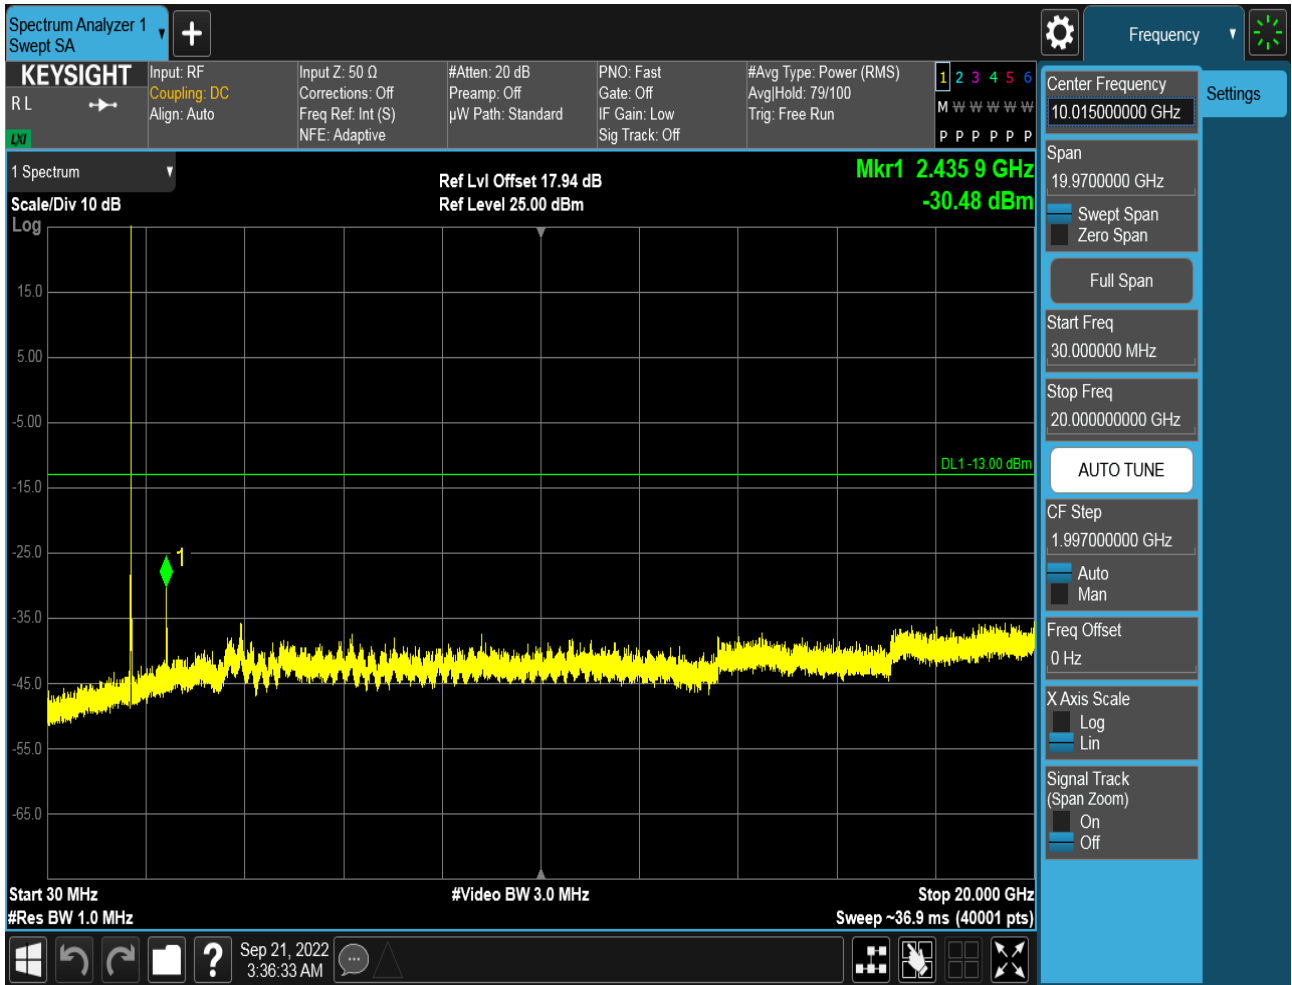 Spectrum Analyzer 1
Swept SA
Frequency
KEYSIGHT
R L
LXI
Input: RF
Coupling: DC
Align: Auto
Input Z: 50 Ω
Corrections: Off
Freq Ref: Int (S)
NFE: Adaptive
#Atten: 20 dB
Preamp: Off
µW Path: Standard
PNO: Fast
Gate: Off
IF Gain: Low
Sig Track: Off
#Avg Type: Power (RMS)
Avg|Hold: 79/100
Trig: Free Run
1 2 3 4 5 6
M W W W W W
P P P P P P
1 Spectrum
Scale/Div 10 dB
Log
Ref Lvl Offset 17.94 dB
Ref Level 25.00 dBm
Mkr1 2.435 9 GHz
-30.48 dBm
15.0
5.00
-5.00
DL1 -13.00 dBm
-15.0
-25.0
1
-35.0
-45.0
-55.0
-65.0
Start 30 MHz
#Res BW 1.0 MHz
#Video BW 3.0 MHz
Stop 20.000 GHz
Sweep ~36.9 ms (40001 pts)
Sep 21, 2022
3:36:33 AM
Center Frequency
10.015000000 GHz
Settings
Span
19.9700000 GHz
Swept Span
Zero Span
Full Span
Start Freq
30.000000 MHz
Stop Freq
20.000000000 GHz
AUTO TUNE
CF Step
1.997000000 GHz
Auto
Man
Freq Offset
0 Hz
X Axis Scale
Log
Lin
Signal Track
(Span Zoom)
On
Off